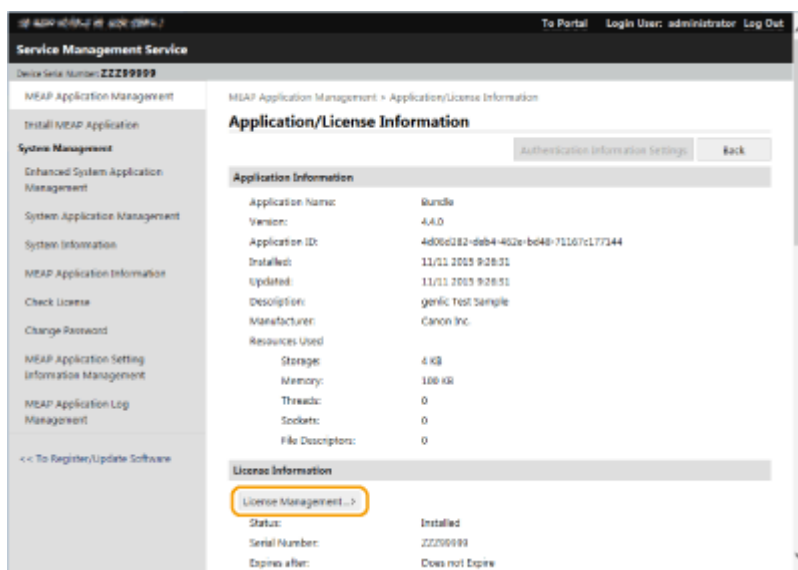 To Portal Login User: administrator Log Out
Service Management Service
Device Serial Number: ZZZ99999
MEAP Application Management
Install MEAP Application
System Management
Enhanced System Application
Management
System Application Management
System Information
MEAP Application Information
Check License
Change Password
MEAP Application Setting
Information Management
MEAP Application Log
Management
<< To Register/Update Software
MEAP Application Management > Application/License Information
Application/License Information
Authentication Information Settings
Back
Application Information
Application Name: Bundle
Version: 4.4.0
Application ID:
Installed: 11/11 2015 9:26:31
Updated: 11/11 2015 9:26:51
Description: genlic Test Sample
Manufacturer: Canon Inc.
Resources Used
Storage: 4 KB
Memory: 100 KB
Threads: 0
Sockets: 0
File Descriptors: 0
License Information
License Management...>
Status: Installed
Serial Number: ZZZ99999
Expires after: Does not Expire